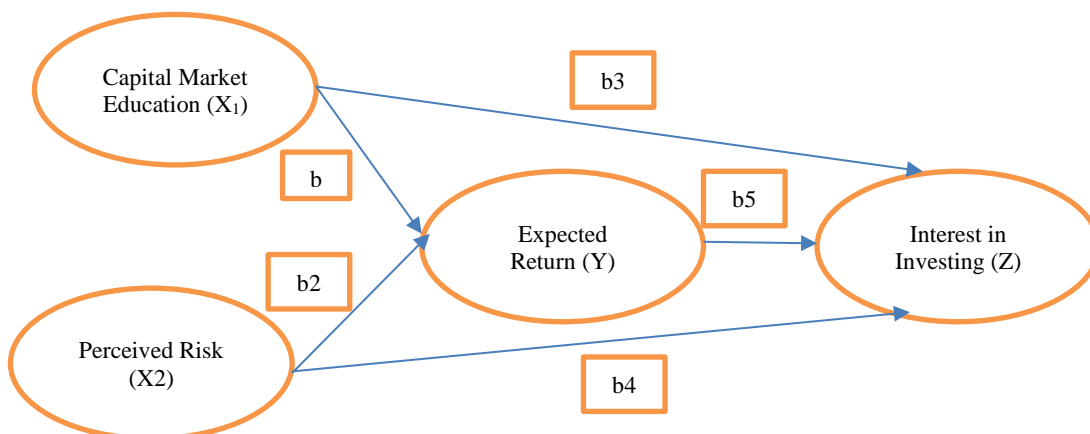 Capital Market
Education (X₁)
b3
b
b5
Expected
Return (Y)
Interest in
Investing (Z)
b2
Perceived Risk
(X2)
b4